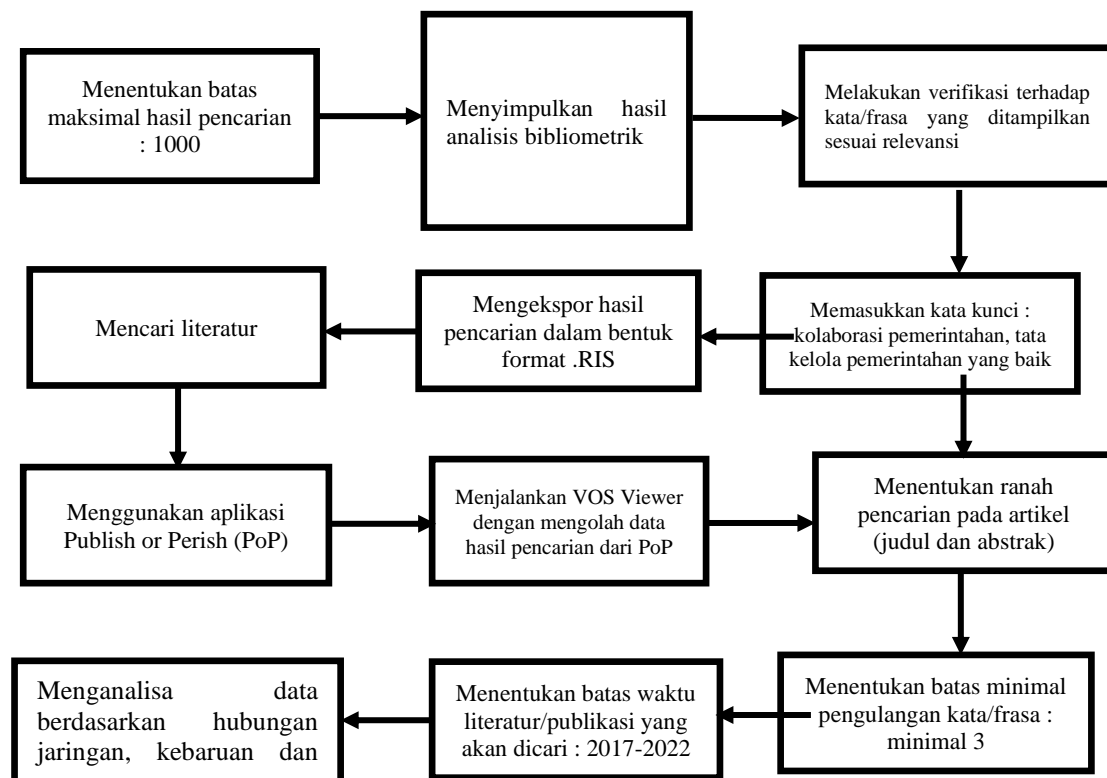 Menentukan batas
maksimal hasil pencarian
: 1000
Menyimpulkan hasil
analisis bibliometrik
Melakukan verifikasi terhadap
kata/frasa yang ditampilkan
sesuai relevansi
Mencari literatur
Mengekspor hasil
pencarian dalam bentuk
format .RIS
Memasukkan kata kunci :
kolaborasi pemerintahan, tata
kelola pemerintahan yang baik
Menggunakan aplikasi
Publish or Perish (PoP)
Menjalankan VOS Viewer
dengan mengolah data
hasil pencarian dari PoP
Menentukan ranah
pencarian pada artikel
(judul dan abstrak)
Menganalisa data
berdasarkan hubungan
jaringan, kebaruan dan
Menentukan batas waktu
literatur/publikasi yang
akan dicari : 2017-2022
Menentukan batas minimal
pengulangan kata/frasa :
minimal 3